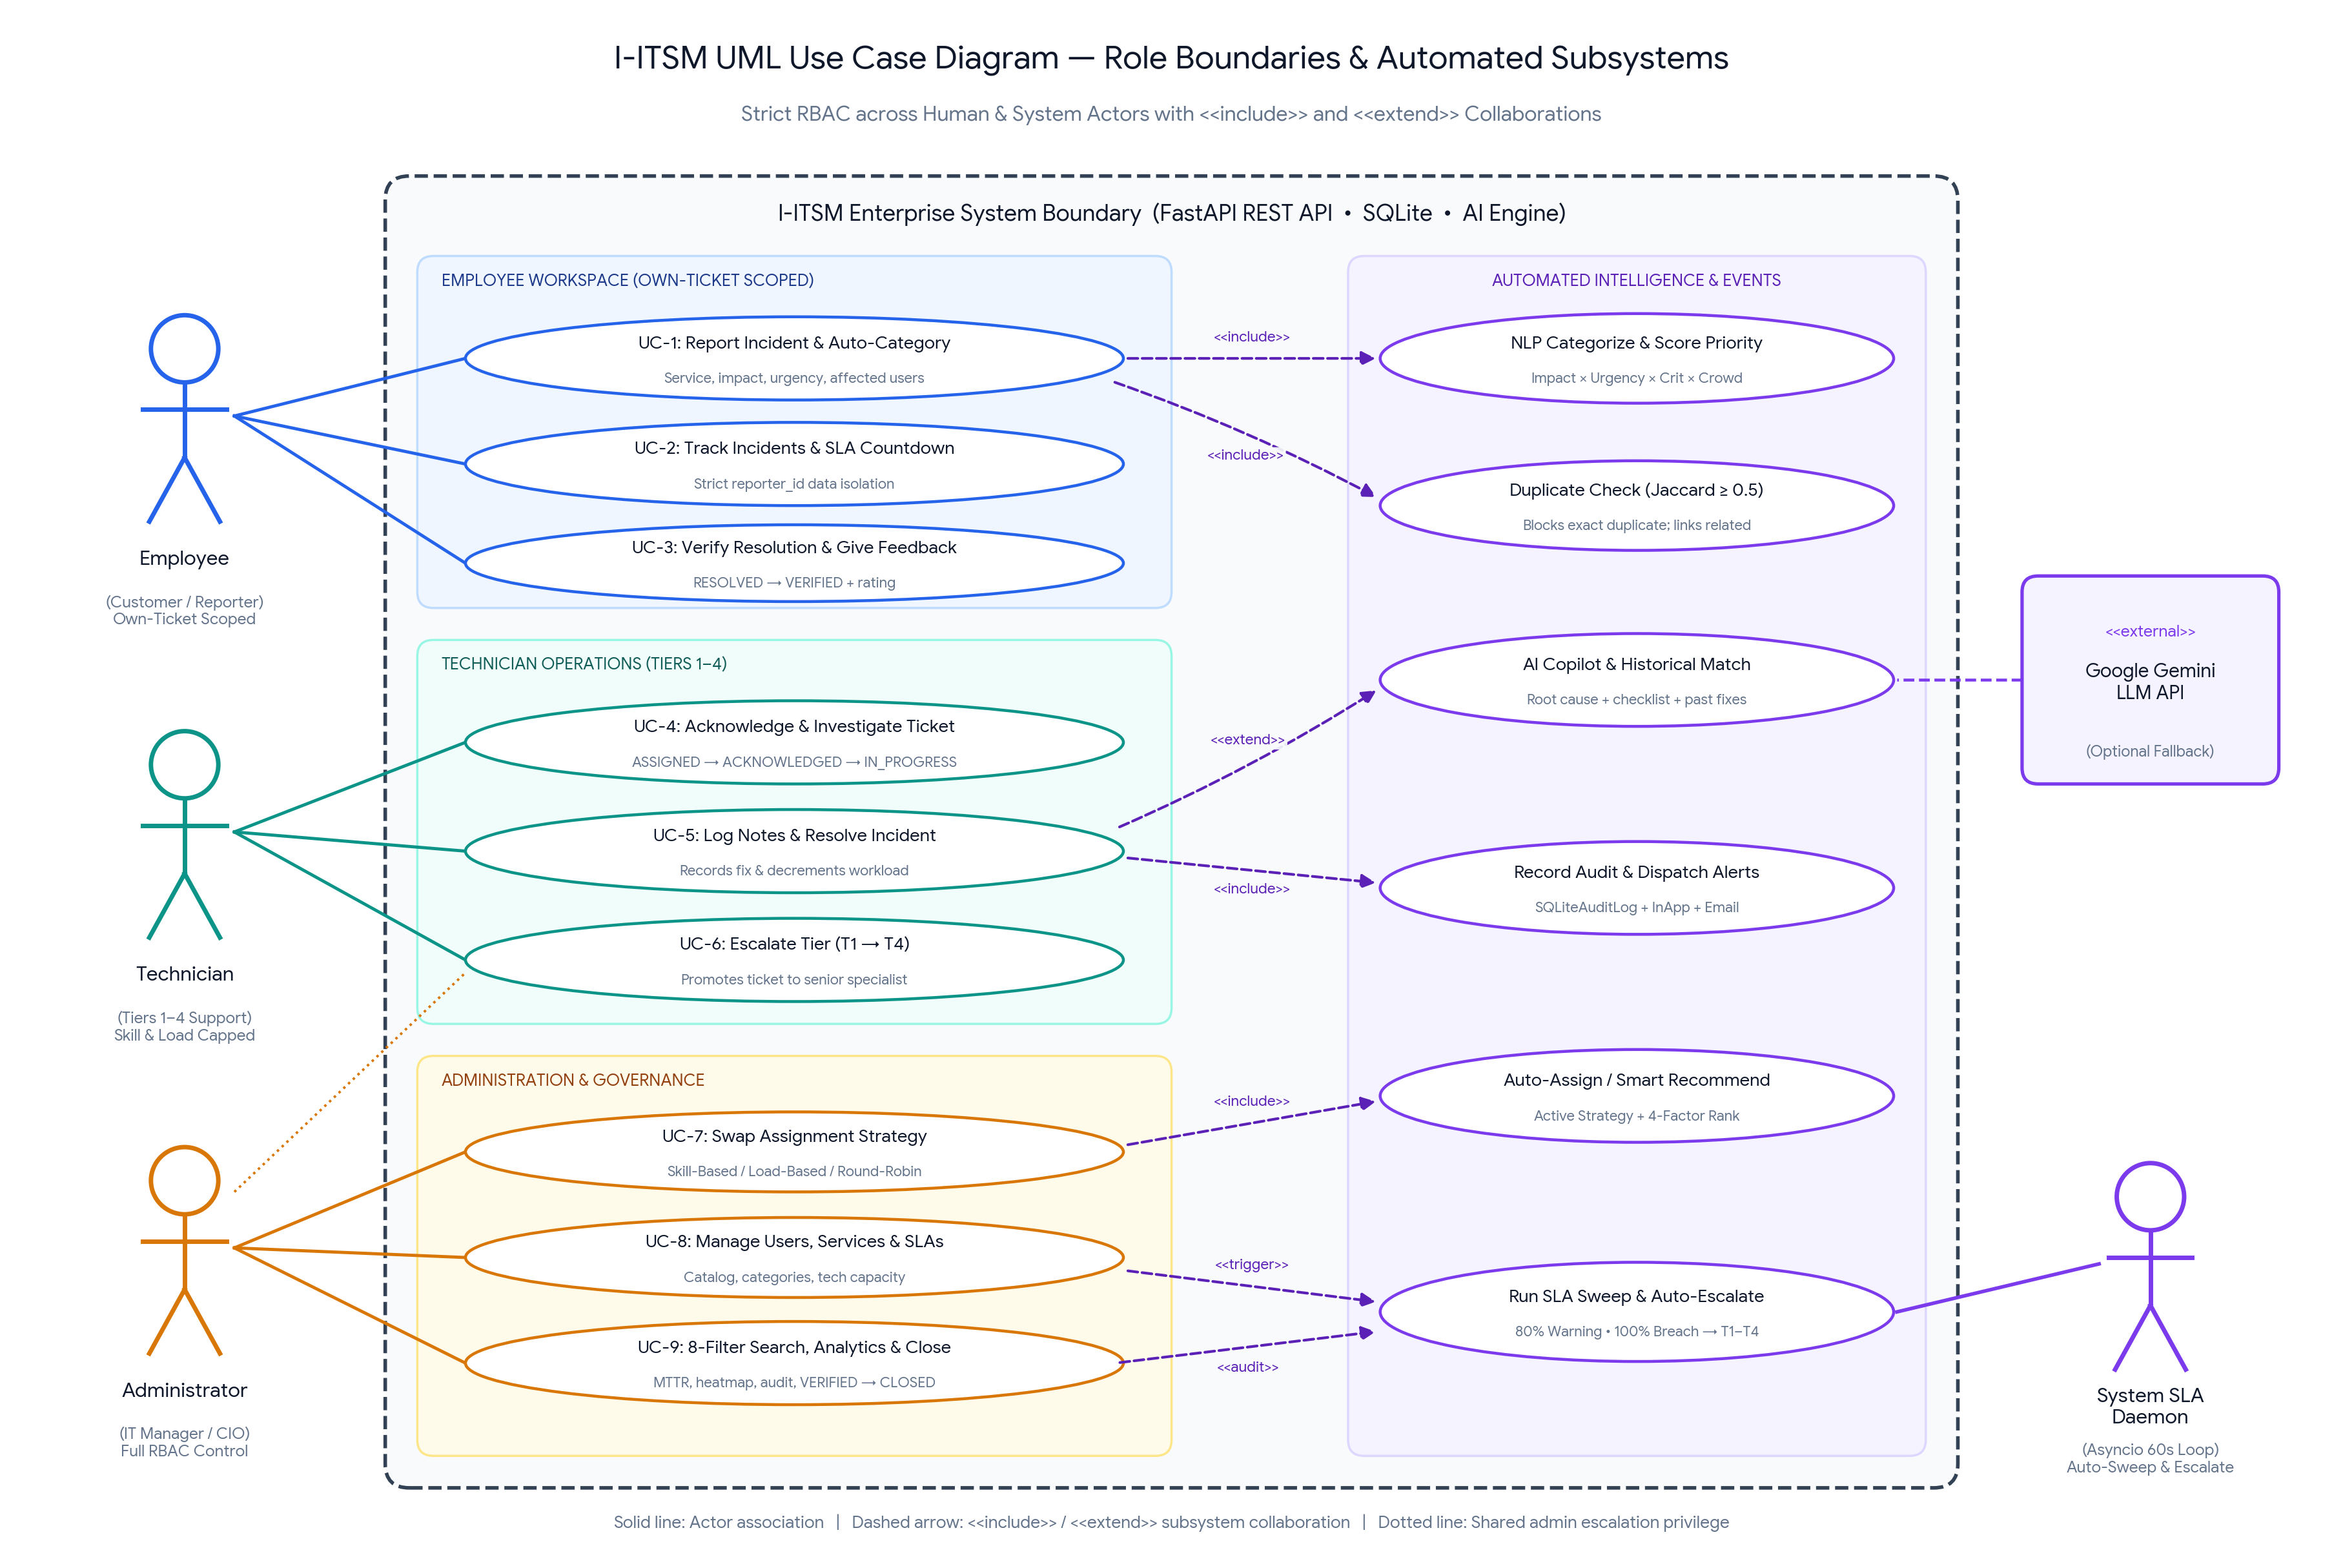 I-ITSM UML Use Case Diagram — Role Boundaries & Automated Subsystems
Strict RBAC across Human & System Actors with <<include>> and <<extend>> Collaborations
I-ITSM Enterprise System Boundary (FastAPI REST API • SQLite • AI Engine)
EMPLOYEE WORKSPACE (OWN-TICKET SCOPED)
UC-1: Report Incident & Auto-Category
Service, impact, urgency, affected users
UC-2: Track Incidents & SLA Countdown
Strict reporter_id data isolation
UC-3: Verify Resolution & Give Feedback
RESOLVED → VERIFIED + rating
Employee
(Customer / Reporter)
Own-Ticket Scoped
TECHNICIAN OPERATIONS (TIERS 1–4)
UC-4: Acknowledge & Investigate Ticket
ASSIGNED → ACKNOWLEDGED → IN_PROGRESS
UC-5: Log Notes & Resolve Incident
Records fix & decrements workload
UC-6: Escalate Tier (T1 → T4)
Promotes ticket to senior specialist
Technician
(Tiers 1–4 Support)
Skill & Load Capped
ADMINISTRATION & GOVERNANCE
UC-7: Swap Assignment Strategy
Skill-Based / Load-Based / Round-Robin
UC-8: Manage Users, Services & SLAs
Catalog, categories, tech capacity
UC-9: 8-Filter Search, Analytics & Close
MTTR, heatmap, audit, VERIFIED → CLOSED
Administrator
(IT Manager / CIO)
Full RBAC Control
<<include>>
<<include>>
<<extend>>
<<include>>
<<include>>
<<trigger>>
<<audit>>
AUTOMATED INTELLIGENCE & EVENTS
NLP Categorize & Score Priority
Impact × Urgency × Crit × Crowd
Duplicate Check (Jaccard ≥ 0.5)
Blocks exact duplicate; links related
AI Copilot & Historical Match
Root cause + checklist + past fixes
Record Audit & Dispatch Alerts
SQLiteAuditLog + InApp + Email
Auto-Assign / Smart Recommend
Active Strategy + 4-Factor Rank
Run SLA Sweep & Auto-Escalate
80% Warning • 100% Breach → T1–T4
<<external>>
Google Gemini
LLM API
(Optional Fallback)
System SLA
Daemon
(Asyncio 60s Loop)
Auto-Sweep & Escalate
Solid line: Actor association | Dashed arrow: <<include>> / <<extend>> subsystem collaboration | Dotted line: Shared admin escalation privilege